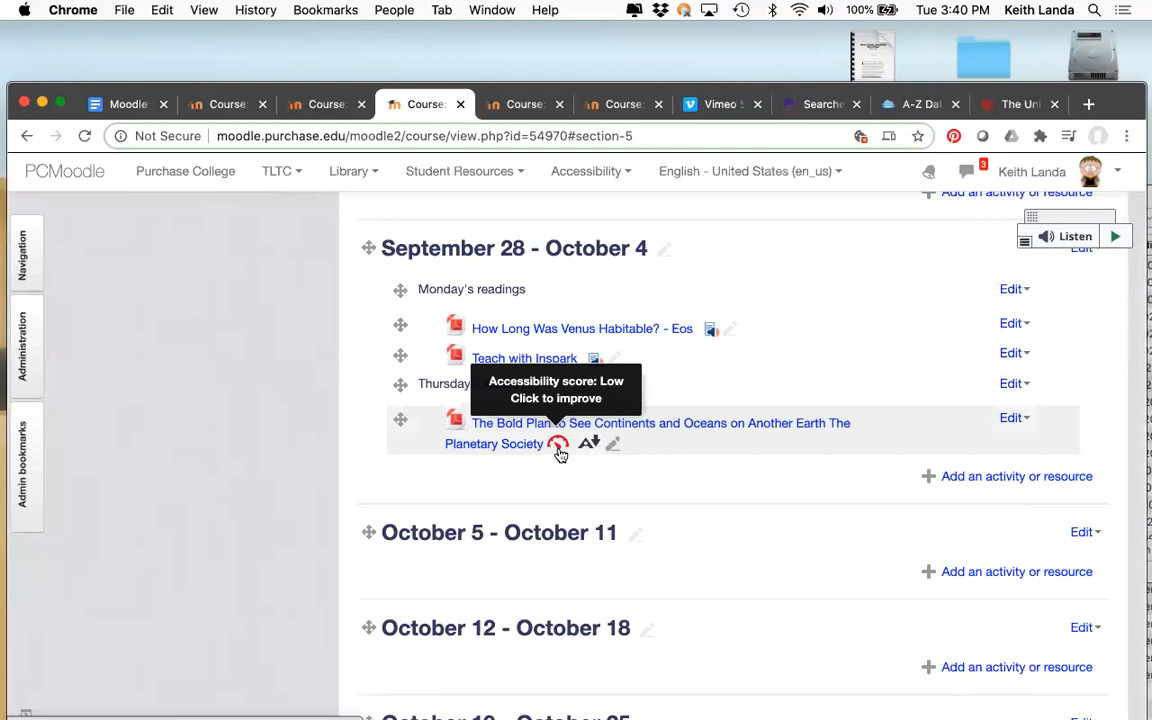 Chrome File Edit View History Bookmarks People Tab Window Help 100% Tue 3:40 PM Keith Landa
Moodle Course: Course: Course: Course: Course: Vimeo S Searche A-Z Dat The Uni
Not Secure moodle.purchase.edu/moodle2/course/view.php?id=54970#section-5
PCMoodle Purchase College TLTC Library Student Resources Accessibility English - United States (en_us) 3 Keith Landa
Add an activity or resource
Listen
September 28 - October 4 Edit
Navigation
Monday's readings Edit
How Long Was Venus Habitable? - Eos Edit
Administration
Teach with Inspark Edit
Accessibility score: Low
Click to improve
Thursday Edit
The Bold Plan to See Continents and Oceans on Another Earth The Edit
Planetary Society
Admin bookmarks
Add an activity or resource
October 5 - October 11 Edit
Add an activity or resource
October 12 - October 18 Edit
Add an activity or resource